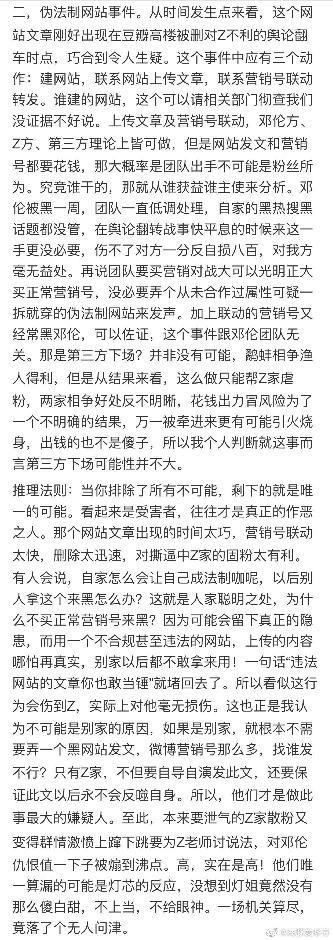 二，伪法制网站事件。从时间发生点来看，这个网
站文章刚好出现在豆瓣高楼被删对Z不利的舆论翻
车时点，巧合到令人生疑。这个事件中应有三个动
作：建网站，联系网站上传文章，联系营销号联动
转发。谁建的网站，这个可以请相关部门彻查我们
没证据不好说。上传文章及营销号联动，邓伦方、
Z方、第三方理论上皆可做，但是网站发文和营销
号都要花钱，那大概率是团队出手不可能是粉丝所
为。究竟谁干的，那就从谁获益谁主使来分析。邓
伦被黑一周，团队一直低调处理，自家的黑热搜黑
话题都没管，在舆论翻转战事快平息的时候来这一
手更没必要，伤不了对方一分反自损八百，对我方
毫无益处。再说团队要买营销对战大可以光明正大
买正常营销号，没必要弄个从未合作过属性可疑一
拆就穿的伪法制网站来发声。加上联动的营销号又
经常黑邓伦，可以佐证，这个事件跟邓伦团队无
关。那是第三方下场？并非没有可能，鹬蚌相争渔
人得利，但是从结果来看，这么做只能帮Z家虐
粉，两家相争好处反不明晰，花钱出力冒风险为了
一个不明确的结果，万一被牵进来更有可能引火烧
身，出钱的也不是傻子，所以我个人判断就这事而
言第三方下场可能性并不大。
推理法则：当你排除了所有不可能，剩下的就是唯
一的可能。看起来是受害者，往往才是真正的作恶
之人。那个网站文章出现的时间太巧，营销号联动
太快，删除太迅速，对撕逼中Z家的固粉太有利。
有人会说，自家怎么会让自己成法制咖呢，以后别
人拿这个来黑怎么办？这就是人家聪明之处，为什
么不买正常营销号来黑？因为可能会留下真正的隐
患，而用一个不合规甚至违法的网站，上传的内容
哪怕再真实，别家以后都不敢拿来用！一句话“违法
网站的文章你也敢当锤”就堵回去了。所以看似这行
为会伤到Z，实际上对他毫无损伤。这也正是我认
为不可能是别家的原因，如果是别家，就根本不需
要弄一个黑网站发文，微博营销号那么多，找谁发
不行？只有Z家，不但要自导自演发此文，还要保
证此文以后永不会反噬自身。所以，他们才是做此
事最大的嫌疑人。至此，本来要泄气的Z家散粉又
变得群情激愤上蹿下跳要为Z老师讨说法，对邓伦
仇恨值一下子被煽到沸点。高，实在是高！他们唯
一算漏的可能是灯芯的反应，没想到灯姐竟然没有
那么傻白甜，不上当，不给眼神。一场机关算尽，
竟落了个无人问津。